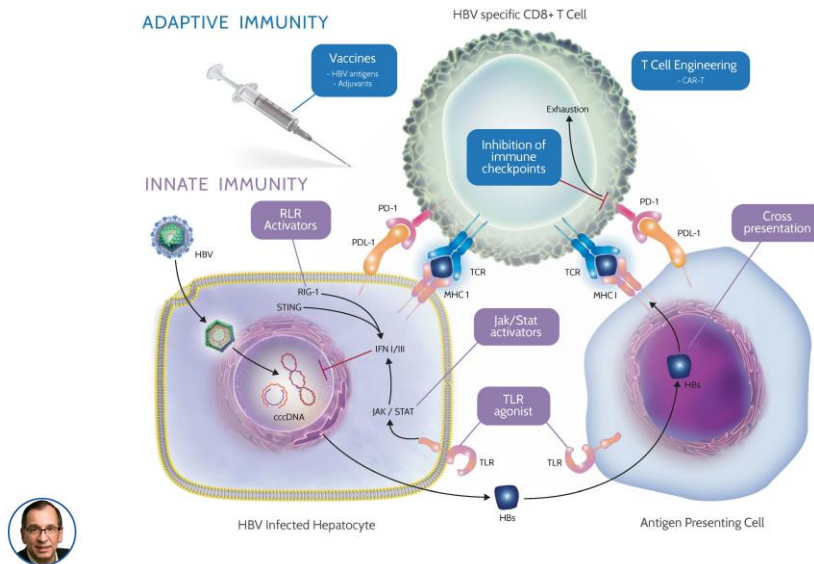 ADAPTIVE IMMUNITY
HBV specific CD8+ T Cell
Vaccines
- HBV antigens
- Adjuvants
T Cell Engineering
- CAR-T
Exhaustion
Inhibition of
immune
checkpoints
INNATE IMMUNITY
RLR
Activators
HBV
PD-1
PDL-1
TCR
MHC 1
PD-1
PDL-1
TCR
MHC I
Cross
presentation
RIG-1
STING
IFN I/III
Jak/Stat
activators
cccDNA
JAK / STAT
TLR
agonist
TLR
TLR
HBs
HBs
HBV Infected Hepatocyte
Antigen Presenting Cell